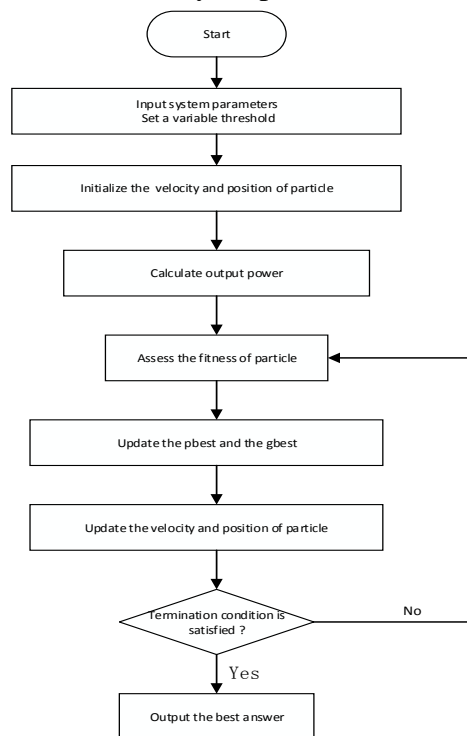 Start
Input system parameters
Set a variable threshold
Initialize the velocity and position of particle
Calculate output power
Assess the fitness of particle
Update the pbest and the gbest
Update the velocity and position of particle
Termination condition is
satisfied ?
No
Yes
Output the best answer